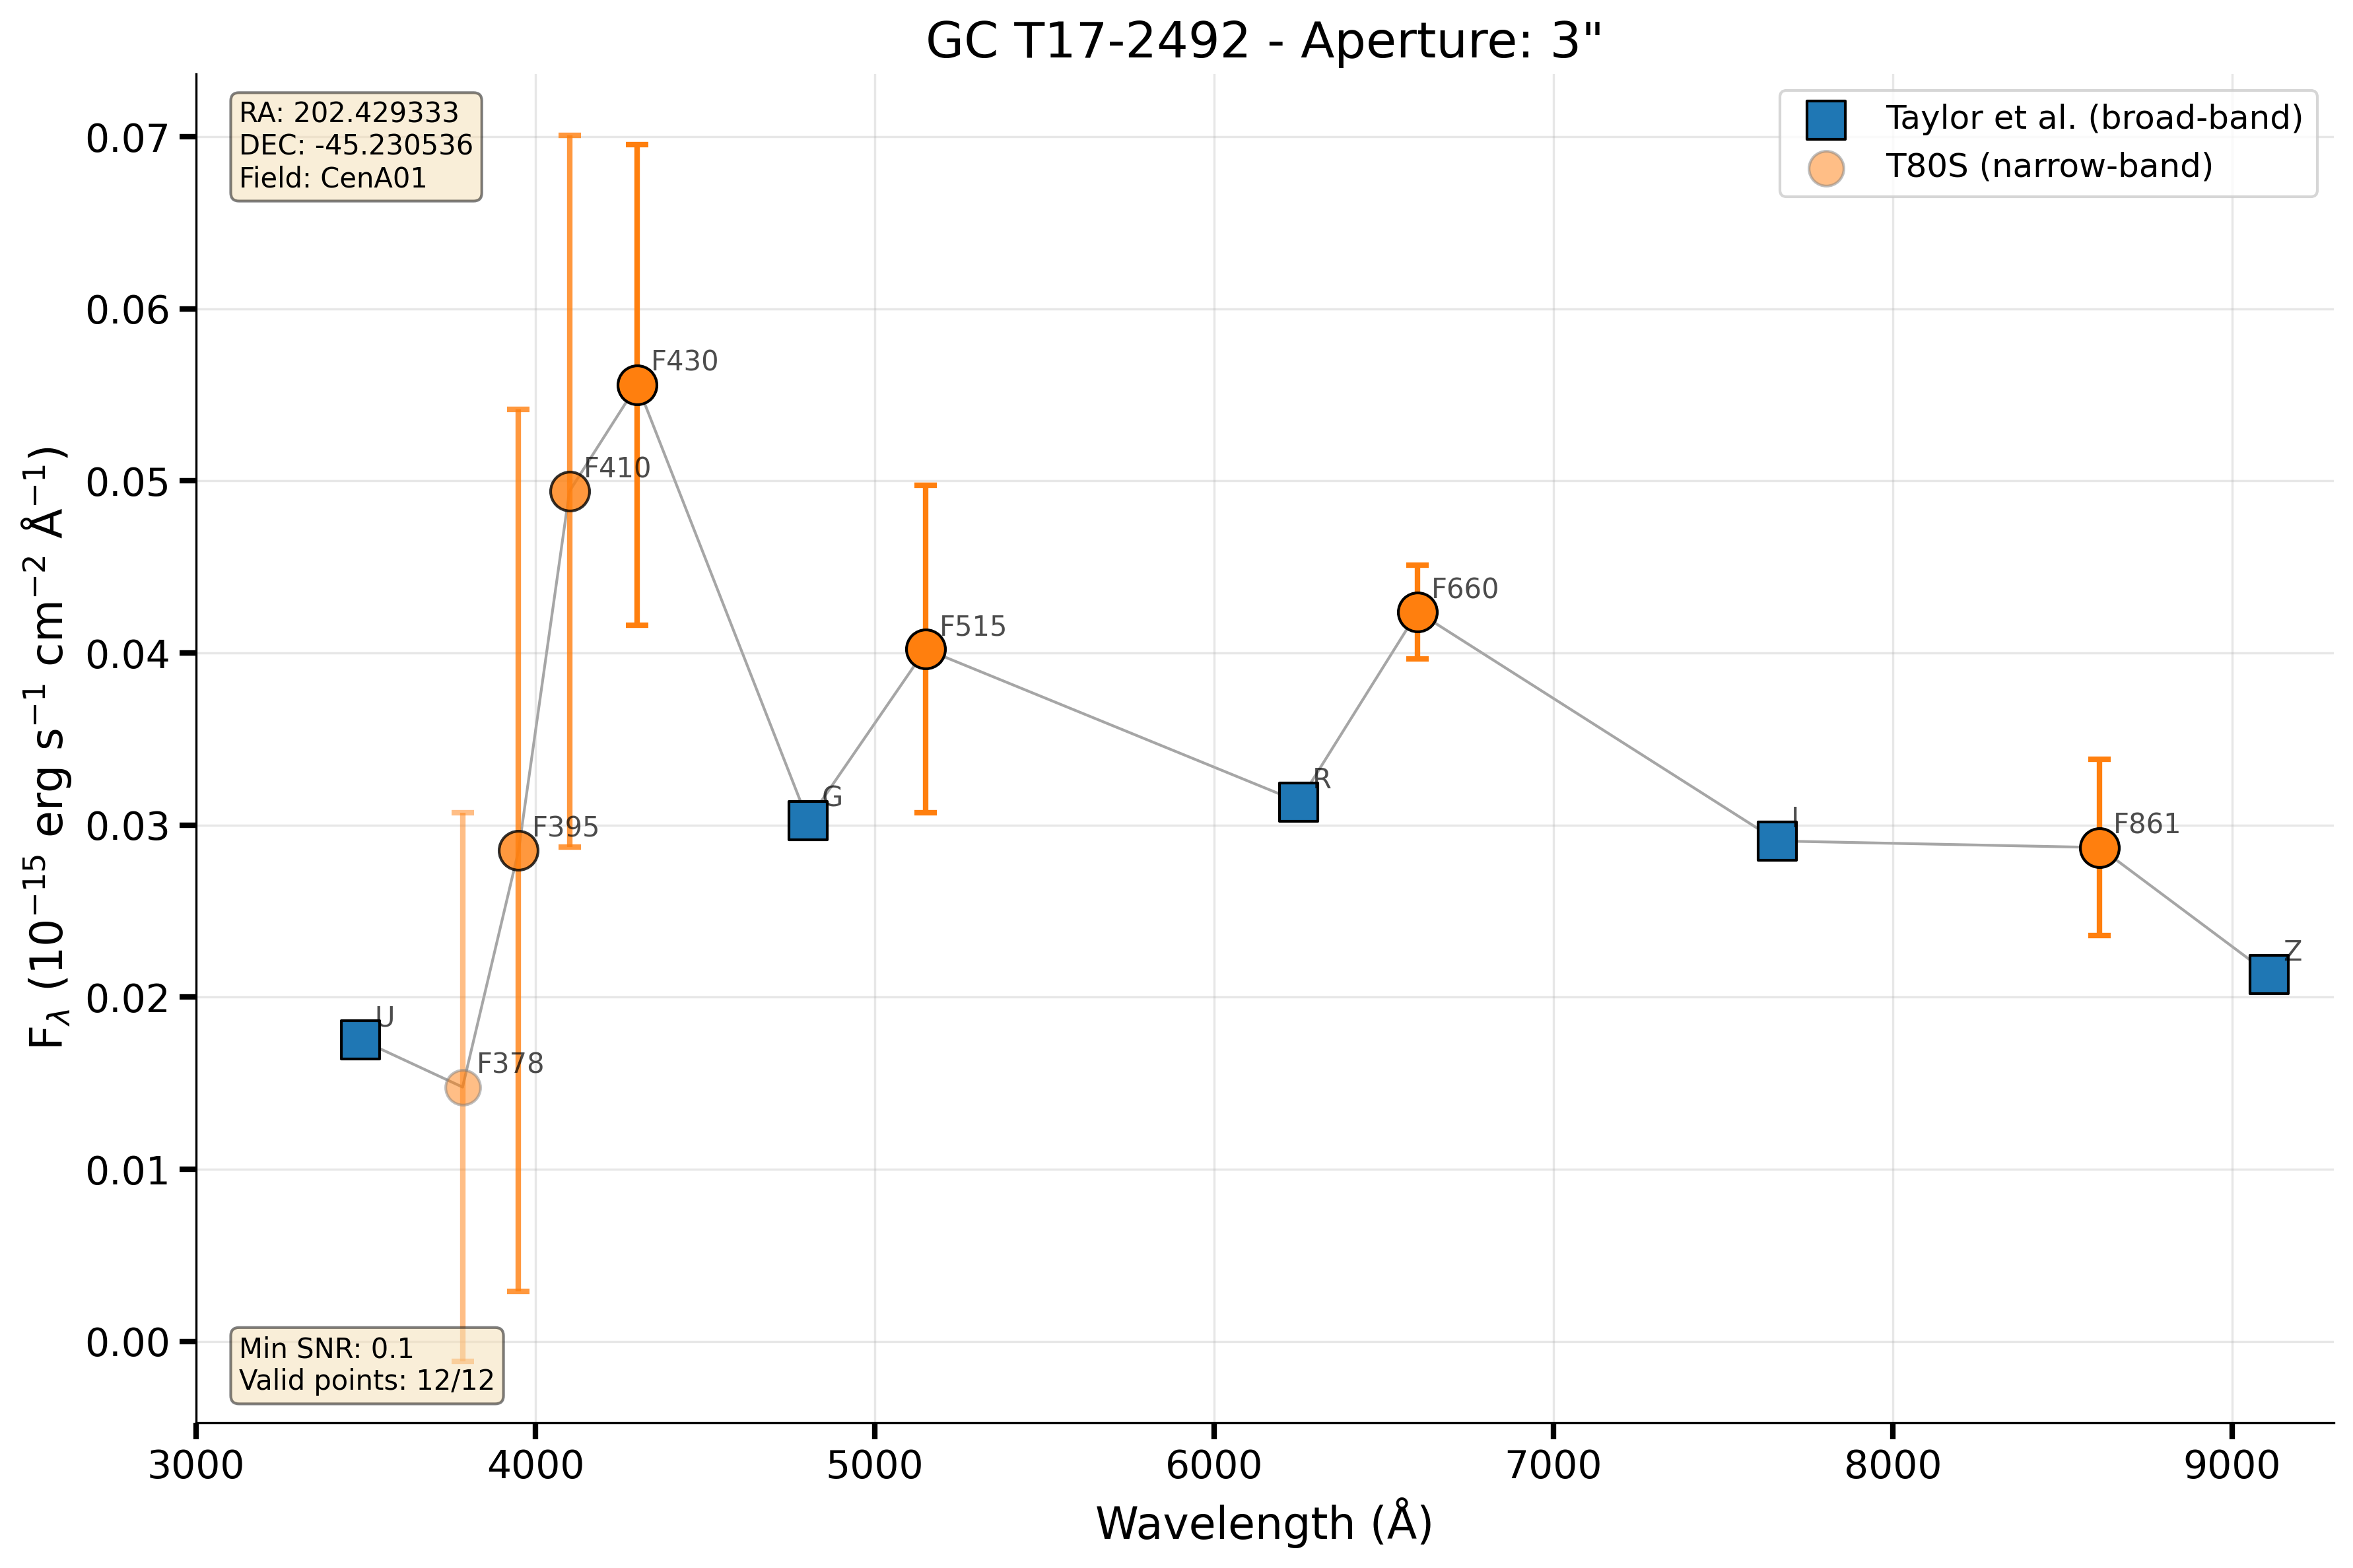 GC T17-2492 - Aperture: 3"
RA: 202.429333
DEC: -45.230536
Field: CenA01
Taylor et al. (broad-band)
T80S (narrow-band)
0.07
0.06
0.05
0.04
0.03
0.02
0.01
0.00
Fλ (10⁻¹⁵ erg s⁻¹ cm⁻² Å⁻¹)
U
F378
F395
F410
F430
G
F515
R
F660
I
F861
Z
Min SNR: 0.1
Valid points: 12/12
3000 4000 5000 6000 7000 8000 9000
Wavelength (Å)